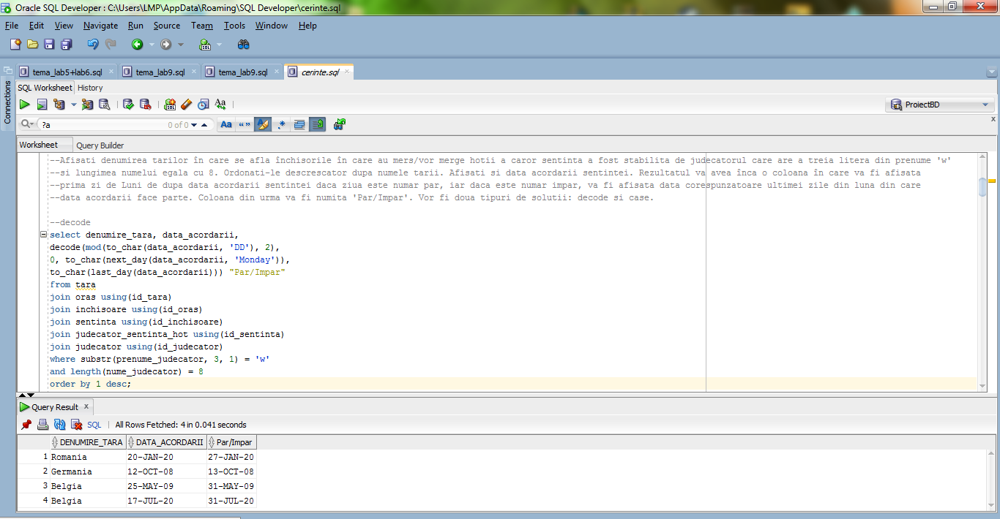 Oracle SQL Developer : C:\Users\LMP\AppData\Roaming\SQL Developer\cerinte.sql
File Edit View Navigate Run Source Team Tools Window Help
tema_lab5+lab6.sql tema_lab9.sql tema_lab9.sql cerinte.sql
Connections
SQL Worksheet History
ProiectBD
?a 0 of 0
Worksheet Query Builder
--Afisati denumirea tarilor în care se afla închisorile în care au mers/vor merge hotii a caror sentinta a fost stabilita de judecatorul care are a treia litera din prenume 'w'
--si lungimea numelui egala cu 8. Ordonati-le descrescator dupa numele tarii. Afisati si data acordarii sentintei. Rezultatul va avea înca o coloana în care va fi afisata
--prima zi de Luni de dupa data acordarii sentintei daca ziua este numar par, iar daca este numar impar, va fi afisata data corespunzatoare ultimei zile din luna din care
--data acordarii face parte. Coloana din urma va fi numita 'Par/Impar'. Vor fi doua tipuri de solutii: decode si case.
--decode
select denumire_tara, data_acordarii,
decode(mod(to_char(data_acordarii, 'DD'), 2),
0, to_char(next_day(data_acordarii, 'Monday')),
to_char(last_day(data_acordarii))) "Par/Impar"
from tara
join oras using(id_tara)
join inchisoare using(id_oras)
join sentinta using(id_inchisoare)
join judecator_sentinta_hot using(id_sentinta)
join judecator using(id_judecator)
where substr(prenume_judecator, 3, 1) = 'w'
and length(nume_judecator) = 8
order by 1 desc;
Query Result x
SQL | All Rows Fetched: 4 in 0.041 seconds
DENUMIRE_TARA DATA_ACORDARII Par/Impar
1 Romania 20-JAN-20 27-JAN-20
2 Germania 12-OCT-08 13-OCT-08
3 Belgia 25-MAY-09 31-MAY-09
4 Belgia 17-JUL-20 31-JUL-20